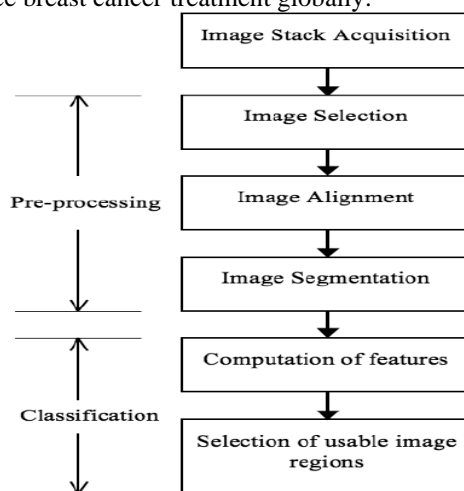 breast cancer treatment globally.
Image Stack Acquisition
Image Selection
Pre-processing
Image Alignment
Image Segmentation
Computation of features
Classification
Selection of usable image
regions